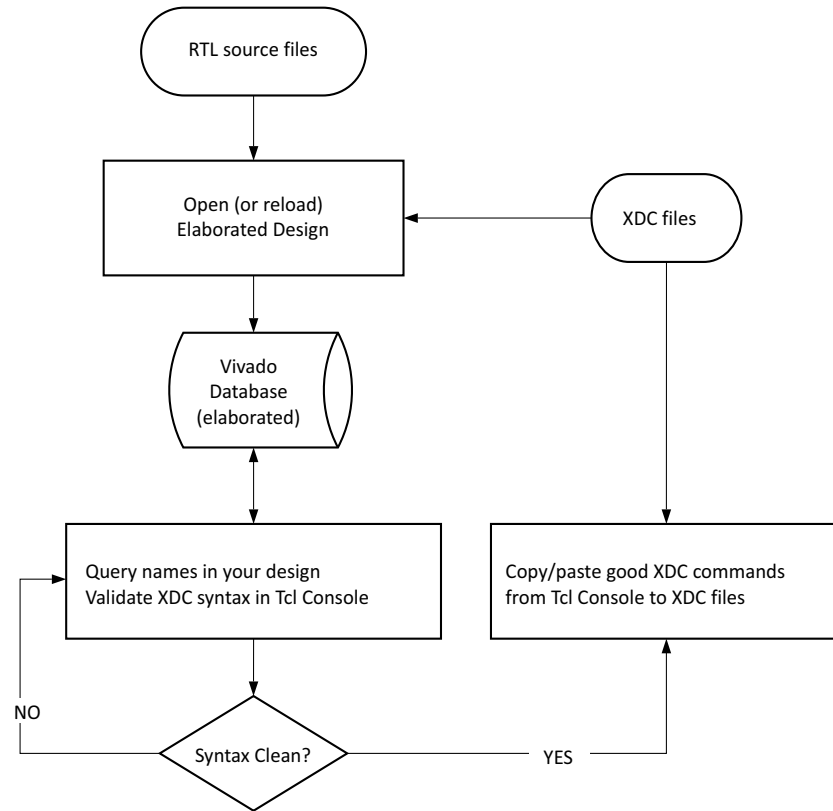 RTL source files
Open (or reload)
Elaborated Design
XDC files
Vivado
Database
(elaborated)
Query names in your design
Validate XDC syntax in Tcl Console
Copy/paste good XDC commands
from Tcl Console to XDC files
NO
Syntax Clean?
YES